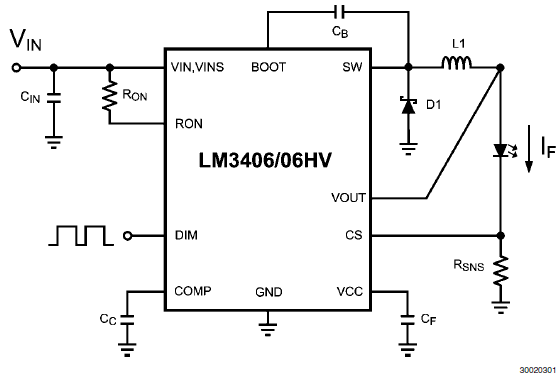 CB
VIN
L1
VIN,VINS
BOOT
SW
CIN
RON
D1
RON
LM3406/06HV
IF
VOUT
DIM
CS
RSNS
COMP
GND
VCC
CC
CF
30020301